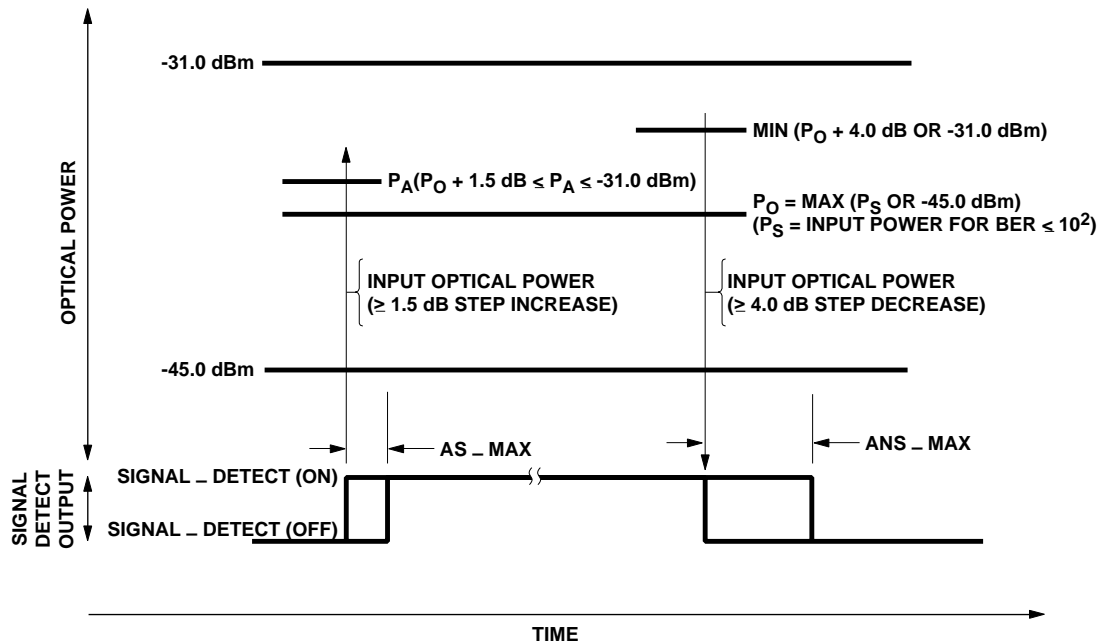 OPTICAL POWER
-31.0 dBm
MIN (PO + 4.0 dB OR -31.0 dBm)
PA(PO + 1.5 dB ≤ PA ≤ -31.0 dBm)
PO = MAX (PS OR -45.0 dBm)
(PS = INPUT POWER FOR BER ≤ 10²)
INPUT OPTICAL POWER
(≥ 1.5 dB STEP INCREASE)
INPUT OPTICAL POWER
(≥ 4.0 dB STEP DECREASE)
-45.0 dBm
AS _ MAX
ANS _ MAX
SIGNAL
DETECT
OUTPUT
SIGNAL _ DETECT (ON)
SIGNAL _ DETECT (OFF)
TIME